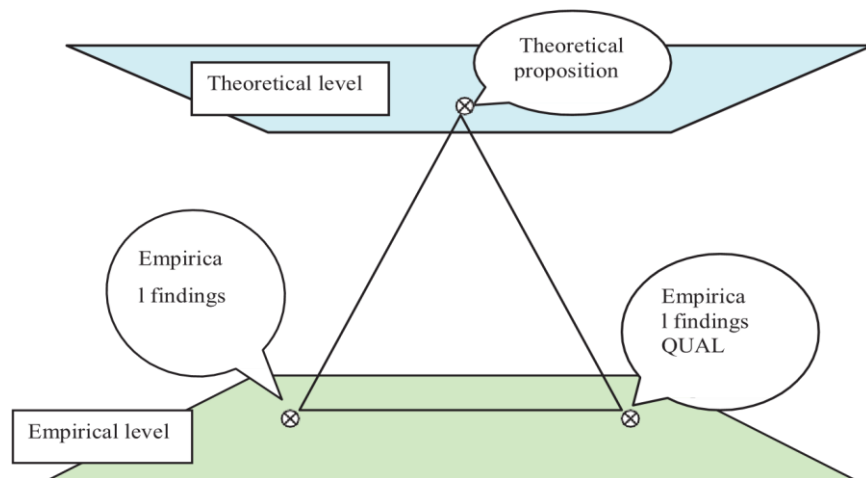 Theoretical
proposition
Theoretical level
Empirica
l findings
Empirica
l findings
QUAL
Empirical level